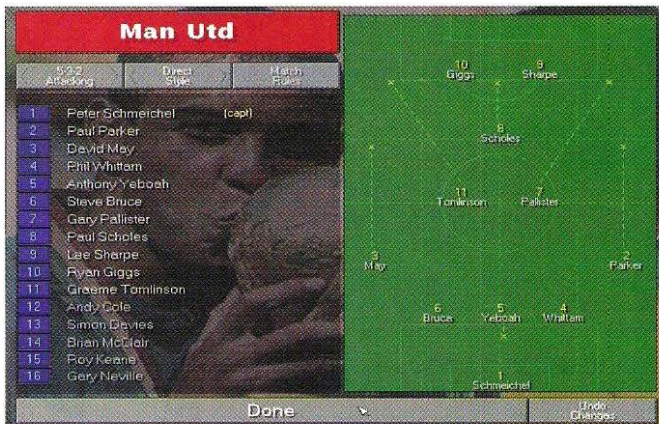 Man Utd
5-3-2 Attacking
Direct Style
Match Rules
1 Peter Schmeichel (capt)
2 Paul Parker
3 David May
4 Phil Whittam
5 Anthony Yeboah
6 Steve Bruce
7 Gary Pallister
8 Paul Scholes
9 Lee Sharpe
10 Ryan Giggs
11 Graeme Tomlinson
12 Andy Cole
13 Simon Davies
14 Brian McClair
15 Roy Keane
16 Gary Neville
10 9
Giggs Sharpe
8
Scholes
11 7
Tomlinson Pallister
3 2
May Parker
6 5 4
Bruce Yeboah Whittam
1
Schmeichel
Done
Undo Changes